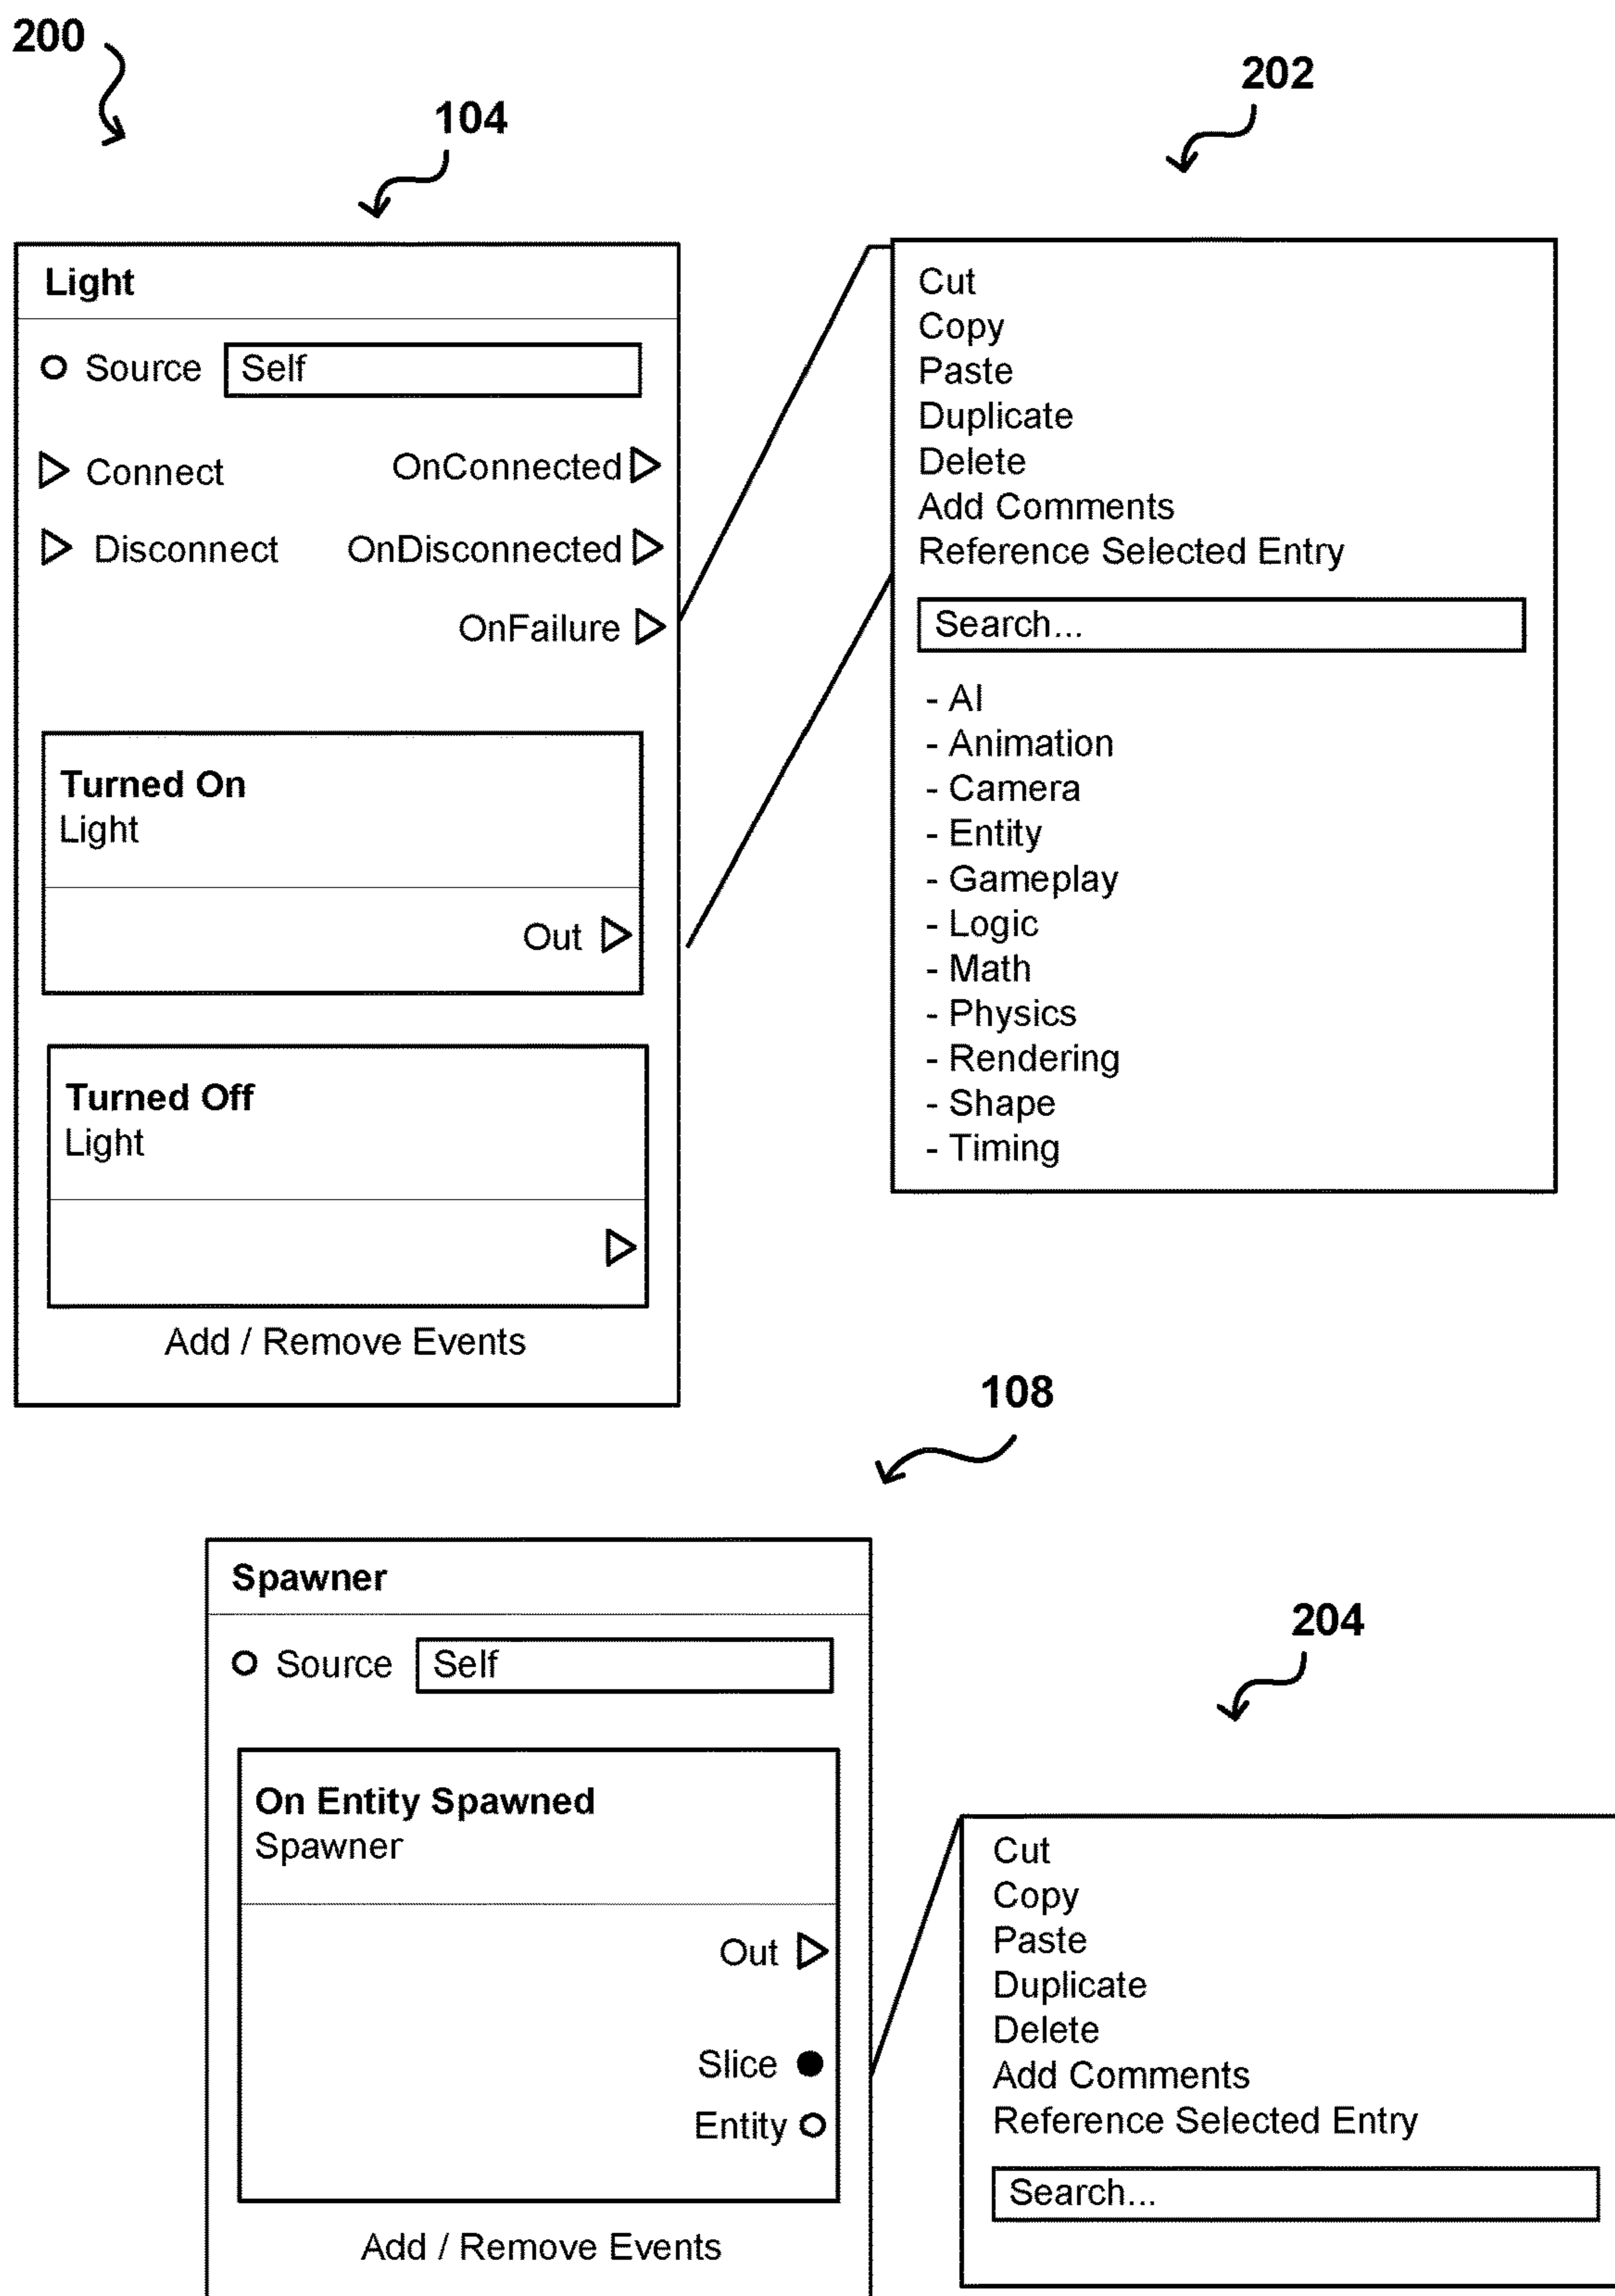 200
104
202
Light
Source Self
Connect OnConnected
Disconnect OnDisconnected
OnFailure
Turned On
Light
Out
Turned Off
Light
Add / Remove Events
Cut
Copy
Paste
Duplicate
Delete
Add Comments
Reference Selected Entry
Search...
- AI
- Animation
- Camera
- Entity
- Gameplay
- Logic
- Math
- Physics
- Rendering
- Shape
- Timing
108
Spawner
Source Self
On Entity Spawned
Spawner
Out
Slice
Entity
Add / Remove Events
204
Cut
Copy
Paste
Duplicate
Delete
Add Comments
Reference Selected Entry
Search...